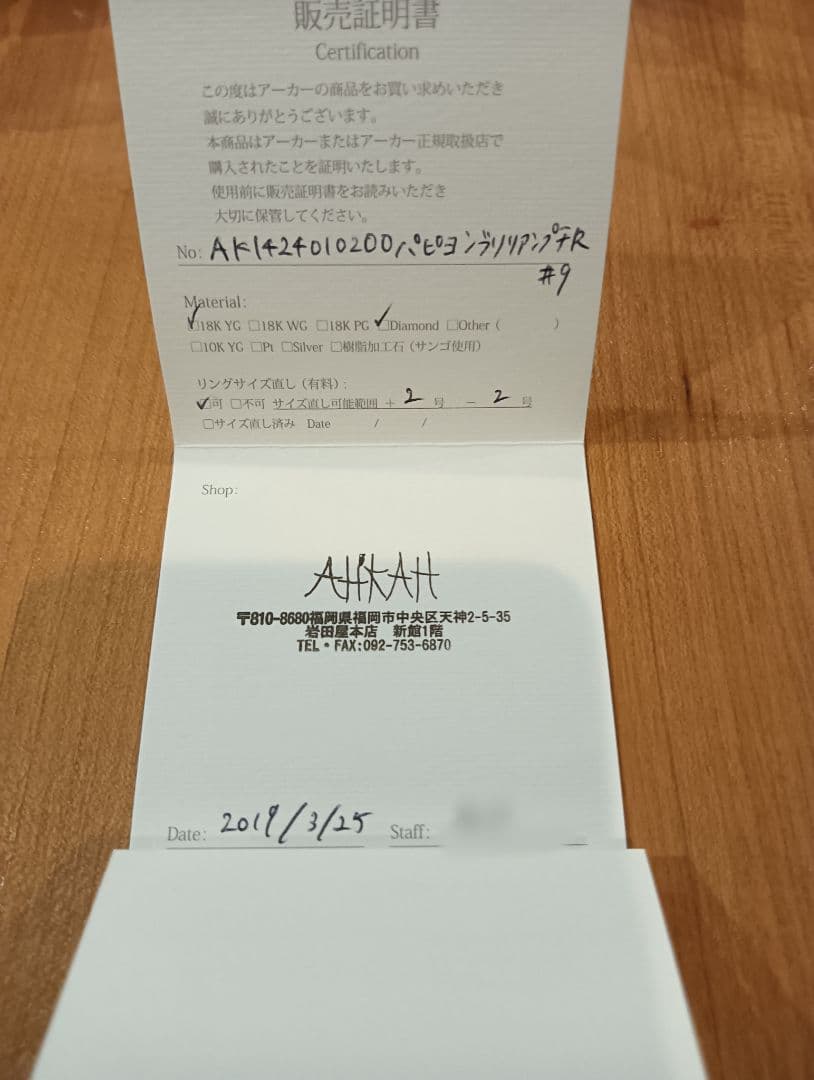 販売証明書
Certification
この度はアーカーの商品をお買い求めいただき
誠にありがとうございます。
本商品はアーカーまたはアーカー正規取扱店で
購入されたことを証明いたします。
使用前に販売証明書をお読みいただき
大切に保管してください。
No: AK1424010200パピヨンブリリアンプチR
#9
Material:
☑18K YG □18K WG □18K PG ☑Diamond □Other ( )
□10K YG □Pt □Silver □樹脂加工石（サンゴ使用）
リングサイズ直し（有料）:
☑可 □不可 サイズ直し可能範囲 + 2 号 − 2 号
□サイズ直し済み Date / /
Shop:
AHKAH
〒810-8680福岡県福岡市中央区天神2-5-35
岩田屋本店 新館1階
TEL・FAX:092-753-6870
Date: 2019/3/25 Staff: